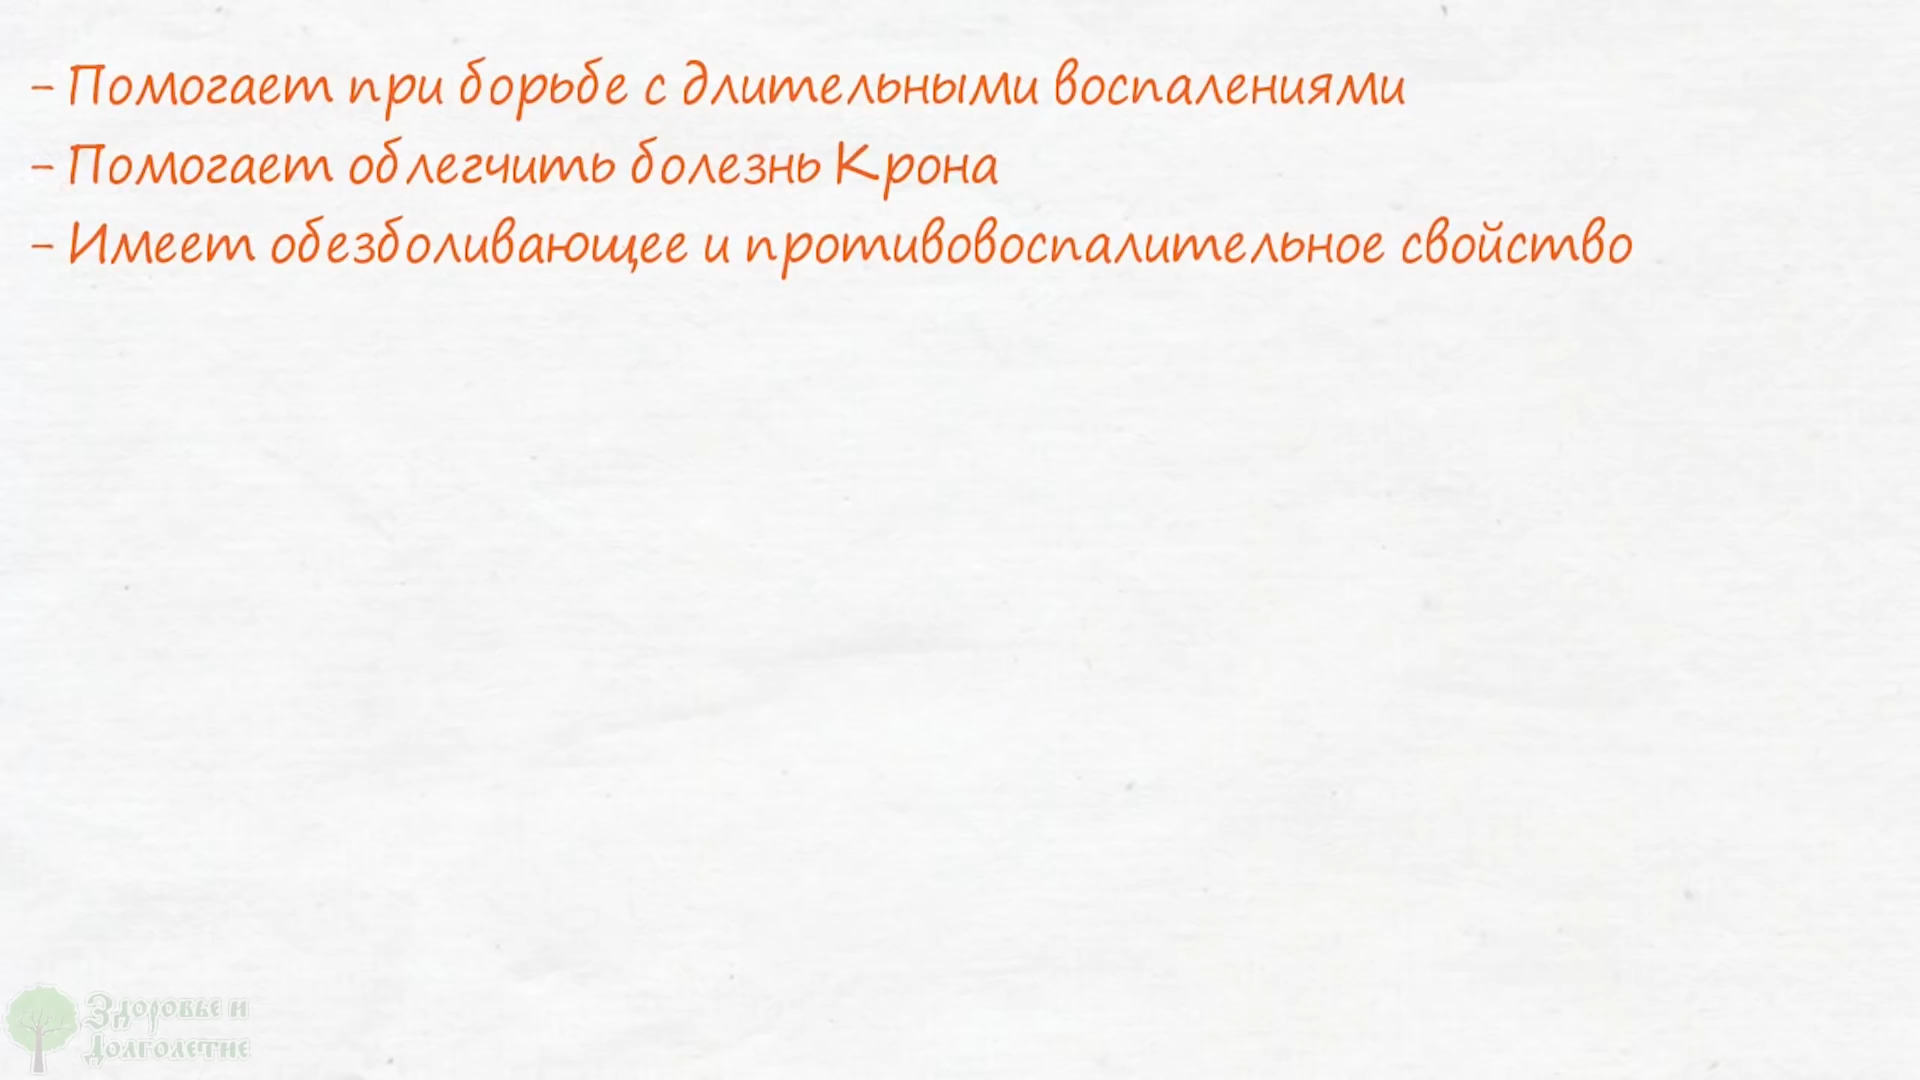 - Помогает при борьбе с длительными воспалениями
- Помогает облегчить болезнь Крона
- Имеет обезболивающее и противовоспалительное свойство
Здоровье и
Долголетие